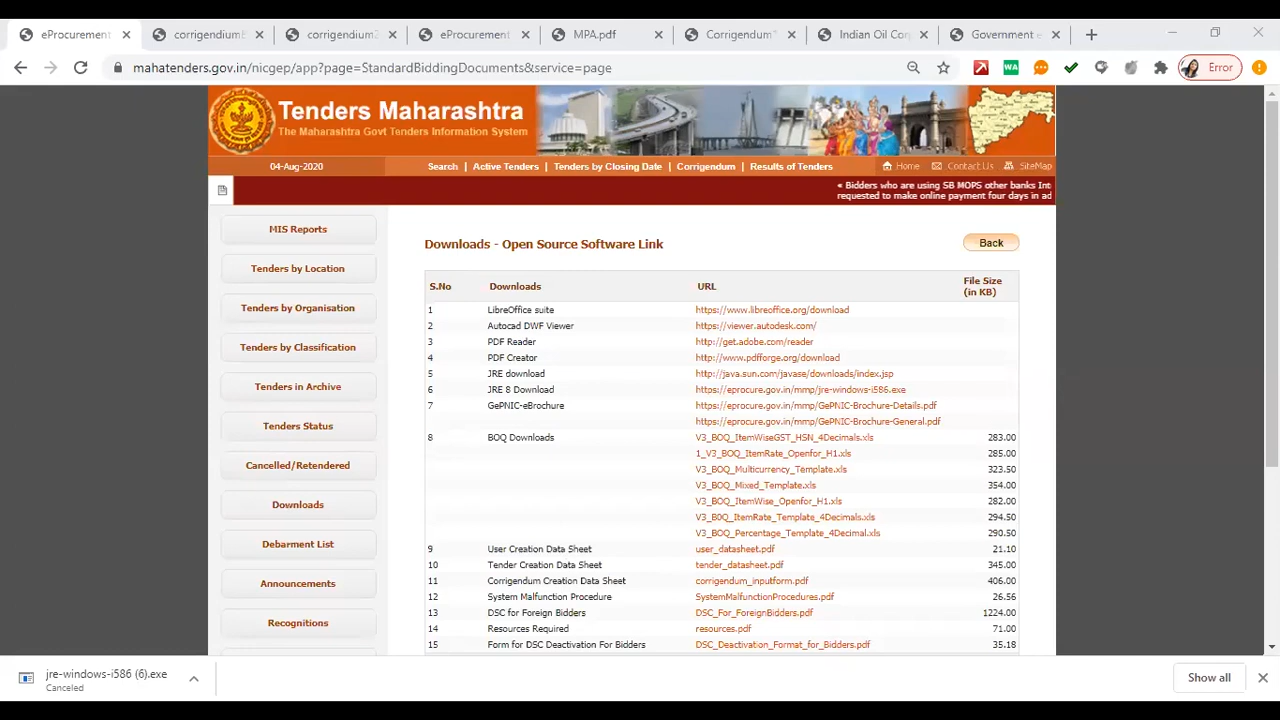 eProcurement
corrigendium5
corrigendium2
eProcurement
MPA.pdf
Corrigendum
Indian Oil Cor
Government e
mahatenders.gov.in/nicgep/app?page=StandardBiddingDocuments&service=page
WA
Error
Tenders Maharashtra
The Maharashtra Govt Tenders Information System
04-Aug-2020
Search | Active Tenders | Tenders by Closing Date | Corrigendum | Results of Tenders
Home Contact Us SiteMap
« Bidders who are using SB MOPS other banks Int
requested to make online payment four days in ad
MIS Reports
Tenders by Location
Tenders by Organisation
Tenders by Classification
Tenders in Archive
Tenders Status
Cancelled/Retendered
Downloads
Debarment List
Announcements
Recognitions
Downloads - Open Source Software Link
Back
S.No Downloads URL File Size (in KB)
1 LibreOffice suite https://www.libreoffice.org/download
2 Autocad DWF Viewer https://viewer.autodesk.com/
3 PDF Reader http://get.adobe.com/reader
4 PDF Creator http://www.pdfforge.org/download
5 JRE download http://java.sun.com/javase/downloads/index.jsp
6 JRE 8 Download https://eprocure.gov.in/mmp/jre-windows-i586.exe
7 GePNIC-eBrochure https://eprocure.gov.in/mmp/GePNIC-Brochure-Details.pdf
https://eprocure.gov.in/mmp/GePNIC-Brochure-General.pdf
8 BOQ Downloads V3_BOQ_ItemWiseGST_HSN_4Decimals.xls 283.00
1_V3_BOQ_ItemRate_Openfor_H1.xls 285.00
V3_BOQ_Multicurrency_Template.xls 323.50
V3_BOQ_Mixed_Template.xls 354.00
V3_BOQ_ItemWise_Openfor_H1.xls 282.00
V3_B0Q_ItemRate_Template_4Decimals.xls 294.50
V3_BOQ_Percentage_Template_4Decimal.xls 290.50
9 User Creation Data Sheet user_datasheet.pdf 21.10
10 Tender Creation Data Sheet tender_datasheet.pdf 345.00
11 Corrigendum Creation Data Sheet corrigendum_inputform.pdf 406.00
12 System Malfunction Procedure SystemMalfunctionProcedures.pdf 26.56
13 DSC for Foreign Bidders DSC_For_ForeignBidders.pdf 1224.00
14 Resources Required resources.pdf 71.00
15 Form for DSC Deactivation For Bidders DSC_Deactivation_Format_for_Bidders.pdf 35.18
jre-windows-i586 (6).exe
Canceled
Show all